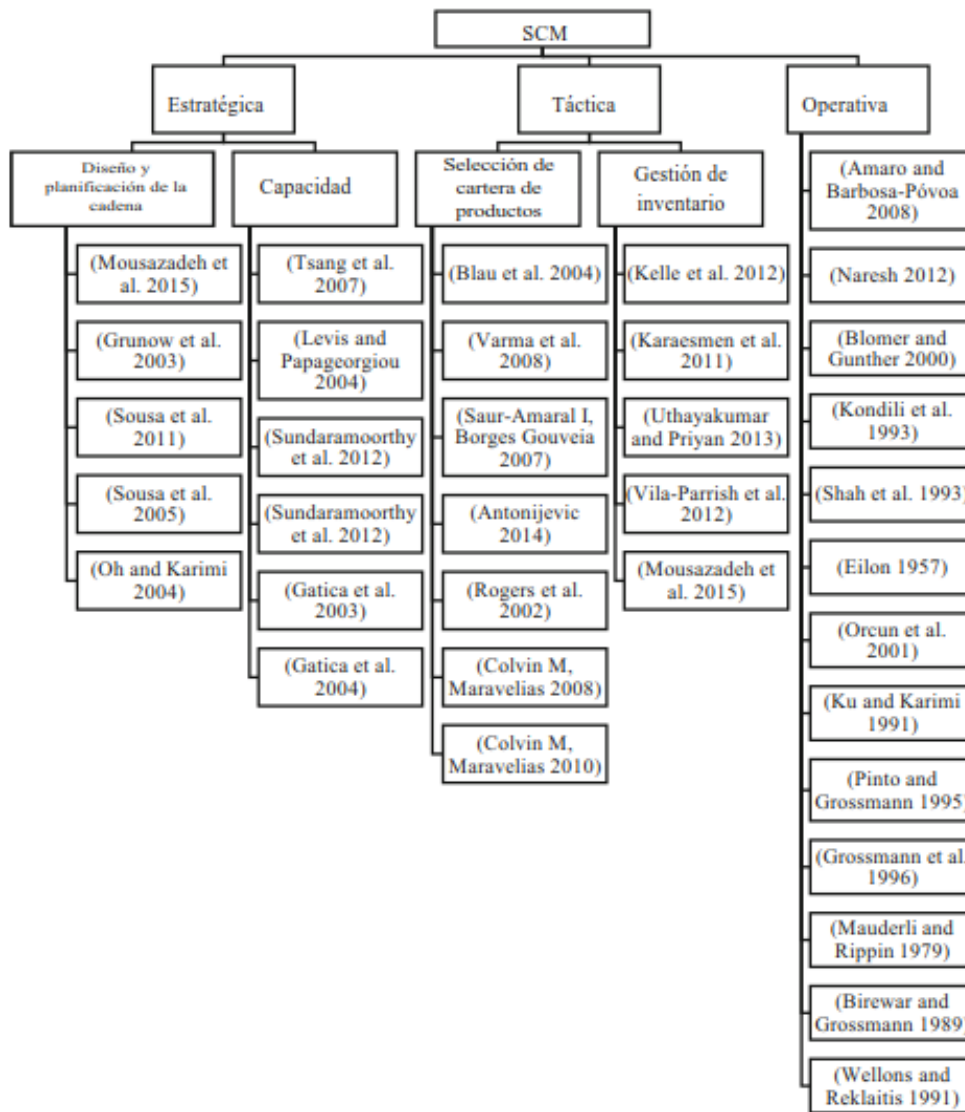 SCM
Estratégica
Táctica
Operativa
Diseño y
planificación de la
cadena
Capacidad
Selección de
cartera de
productos
Gestión de
inventario
(Mousazadeh et
al. 2015)
(Grunow et al.
2003)
(Sousa et al.
2011)
(Sousa et al.
2005)
(Oh and Karimi
2004)
(Tsang et al.
2007)
(Levis and
Papageorgiou
2004)
(Sundaramoorthy
et al. 2012)
(Sundaramoorthy
et al. 2012)
(Gatica et al.
2003)
(Gatica et al.
2004)
(Blau et al. 2004)
(Varma et al.
2008)
(Saur-Amaral I,
Borges Gouveia
2007)
(Antonijevic
2014)
(Rogers et al.
2002)
(Colvin M,
Maravelias 2008)
(Colvin M,
Maravelias 2010)
(Kelle et al. 2012)
(Karaesmen et al.
2011)
(Uthayakumar
and Priyan 2013)
(Vila-Parrish et al.
2012)
(Mousazadeh et
al. 2015)
(Amaro and
Barbosa-Póvoa
2008)
(Naresh 2012)
(Blomer and
Gunther 2000)
(Kondili et al.
1993)
(Shah et al. 1993)
(Eilon 1957)
(Orcun et al.
2001)
(Ku and Karimi
1991)
(Pinto and
Grossmann 1995)
(Grossmann et al.
1996)
(Mauderli and
Rippin 1979)
(Birewar and
Grossmann 1989)
(Wellons and
Reklaitis 1991)